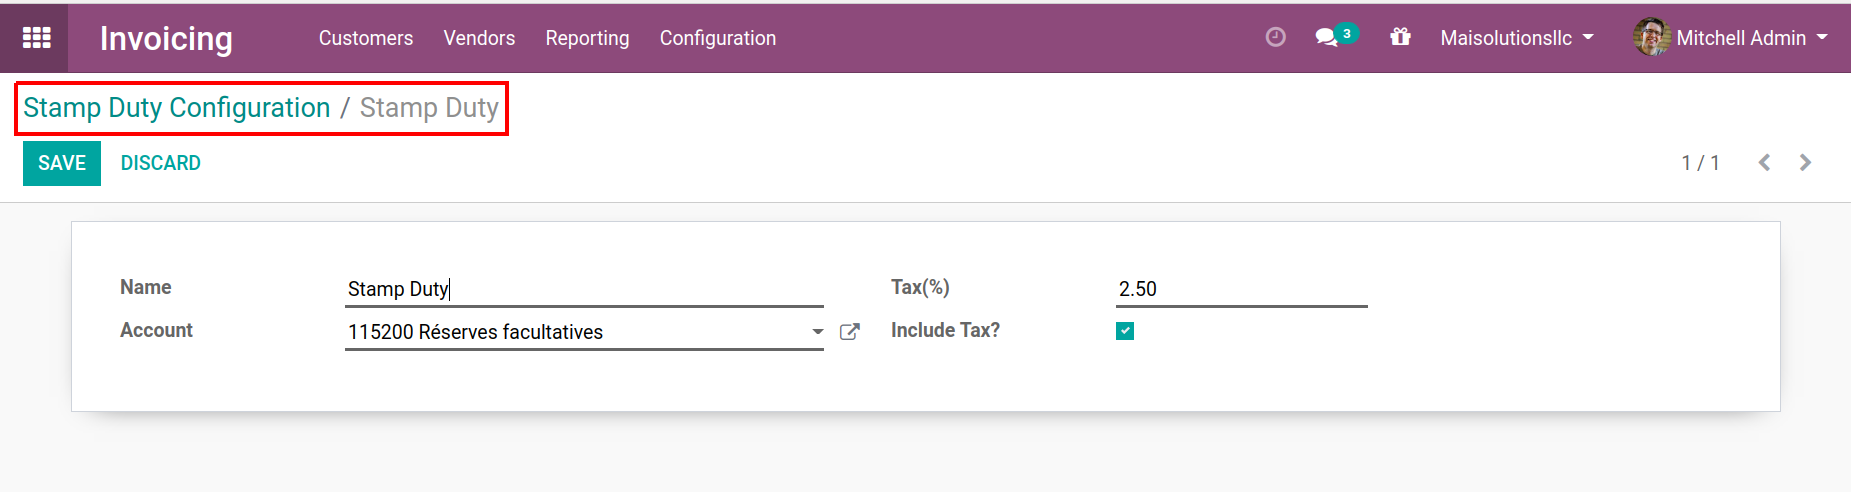 Invoicing Customers Vendors Reporting Configuration 3 Maisolutionsllc Mitchell Admin
Stamp Duty Configuration / Stamp Duty
SAVE DISCARD 1 / 1
Name Stamp Duty Tax(%) 2.50
Account 115200 Réserves facultatives Include Tax?